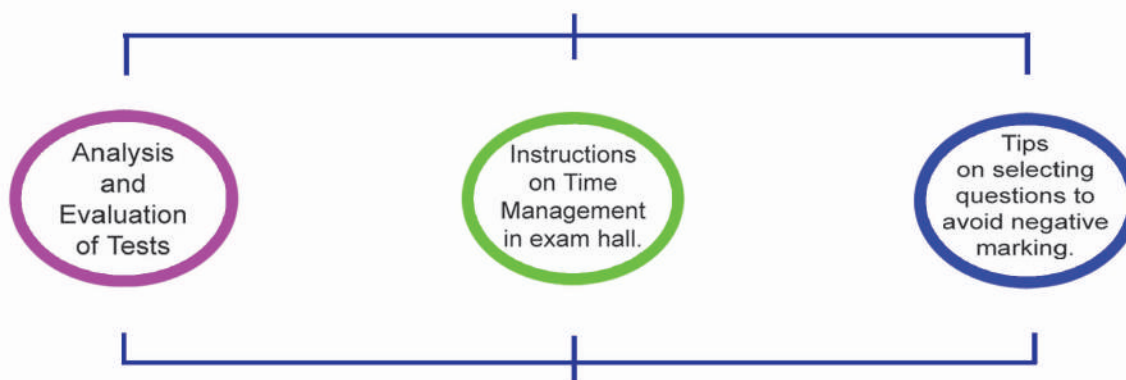 Analysis
and
Evaluation
of Tests
Instructions
on Time
Management
in exam hall.
Tips
on selecting
questions to
avoid negative
marking.